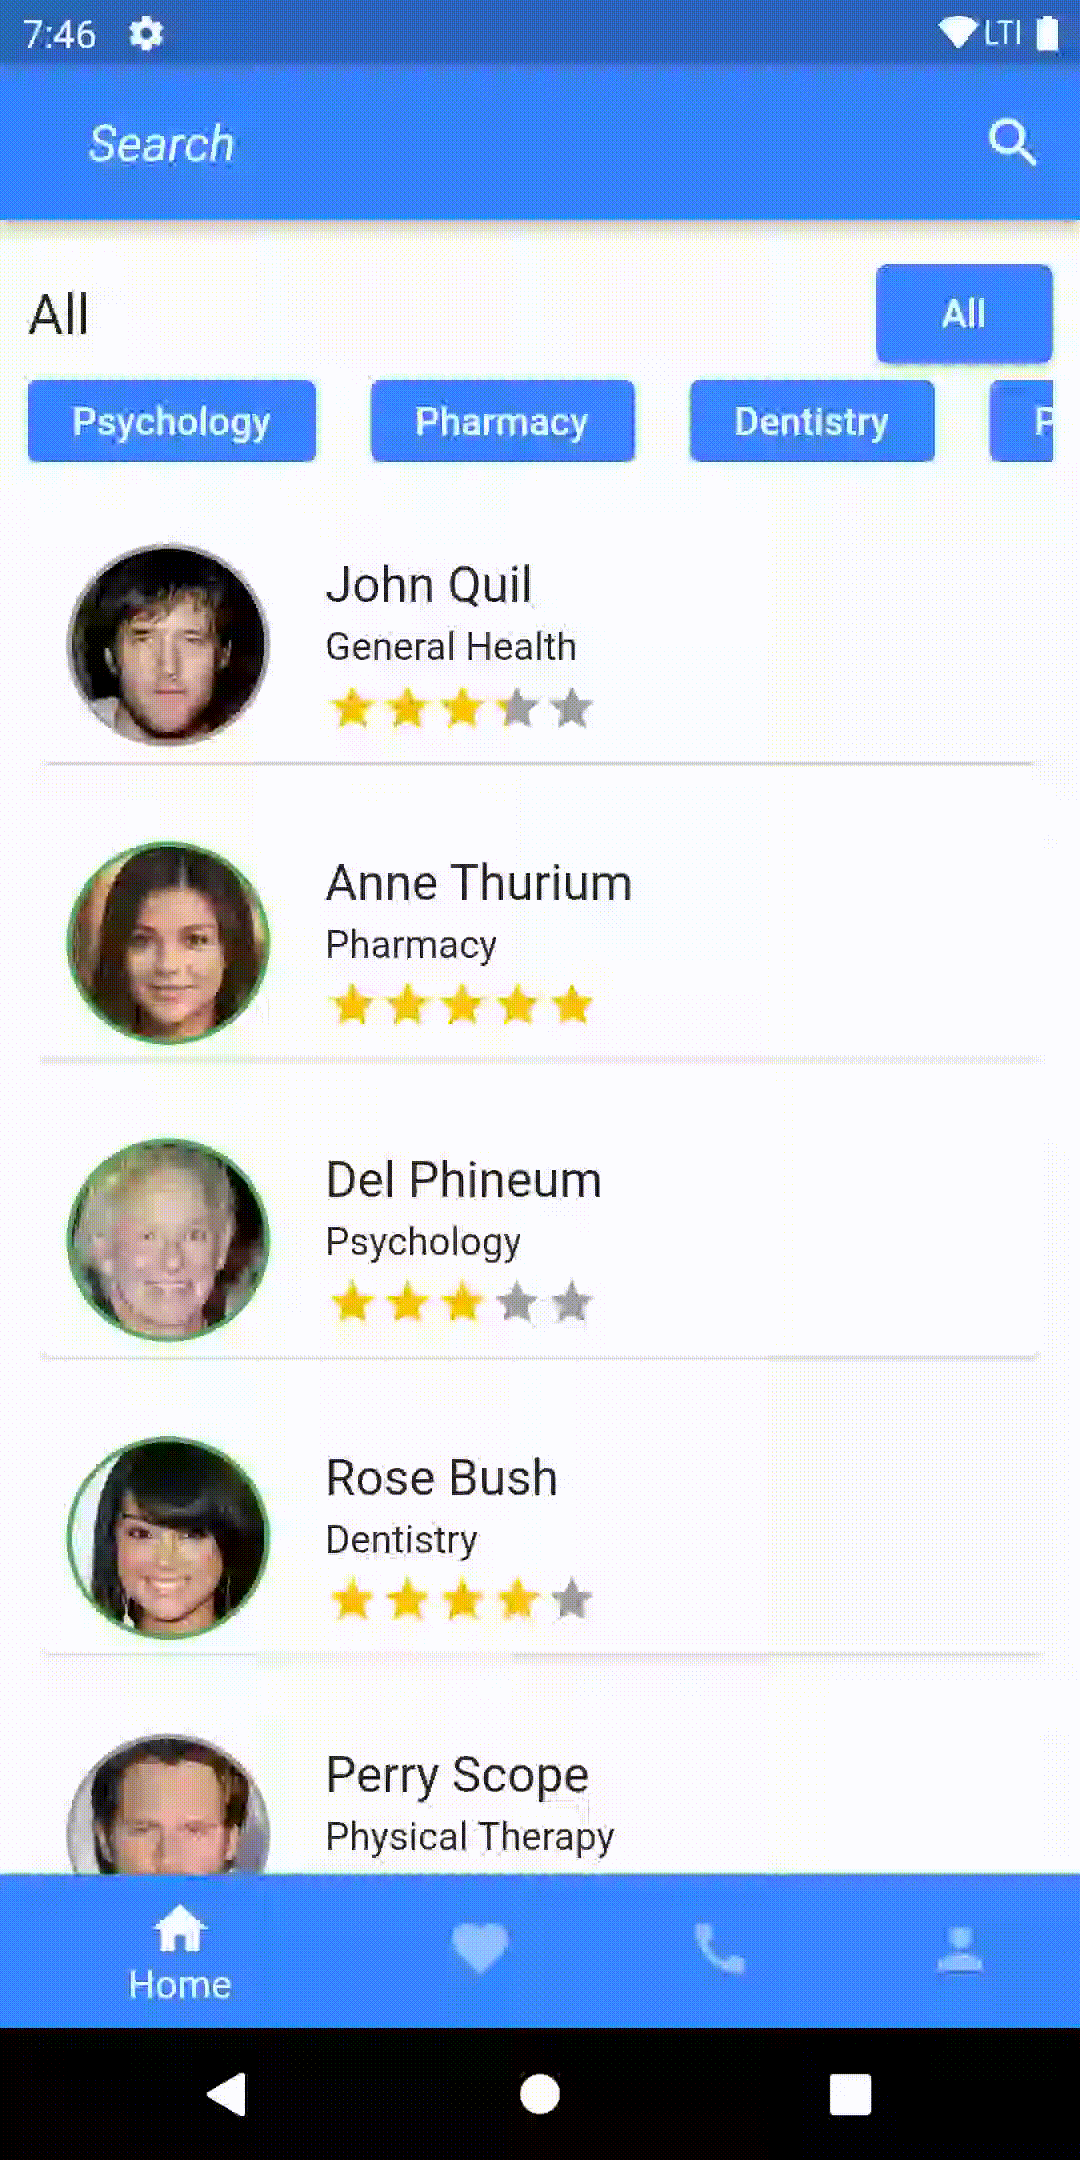 7:46
LTE
Search
All
All
Psychology
Pharmacy
Dentistry
P
John Quil
General Health
Anne Thurium
Pharmacy
Del Phineum
Psychology
Rose Bush
Dentistry
Perry Scope
Physical Therapy
Home